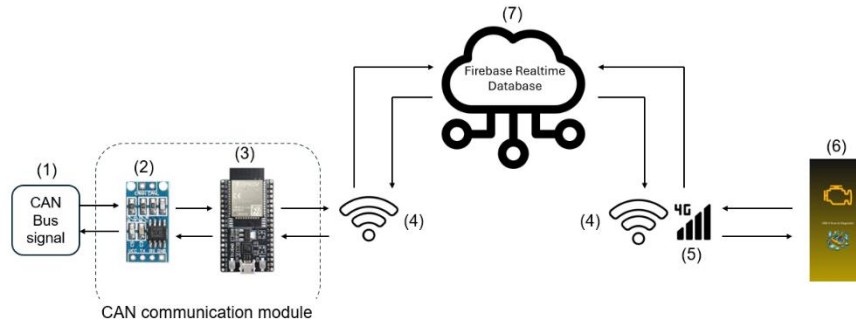 (7)
Firebase Realtime
Database
(1)
(2)
(3)
(6)
CAN
Bus
signal
(4)
(4)
4G
(5)
CAN communication module